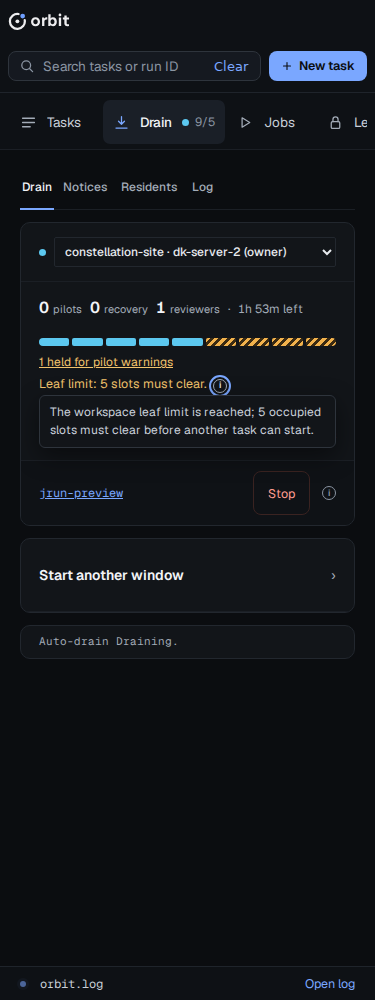 orbit
Search tasks or run ID Clear
+ New task
Tasks Drain 9/5 Jobs Le
Drain Notices Residents Log
constellation-site · dk-server-2 (owner)
0 pilots 0 recovery 1 reviewers · 1h 53m left
1 held for pilot warnings
Leaf limit: 5 slots must clear. i
The workspace leaf limit is reached; 5 occupied
slots must clear before another task can start.
jrun-preview Stop i
Start another window ›
Auto-drain Draining.
orbit.log Open log